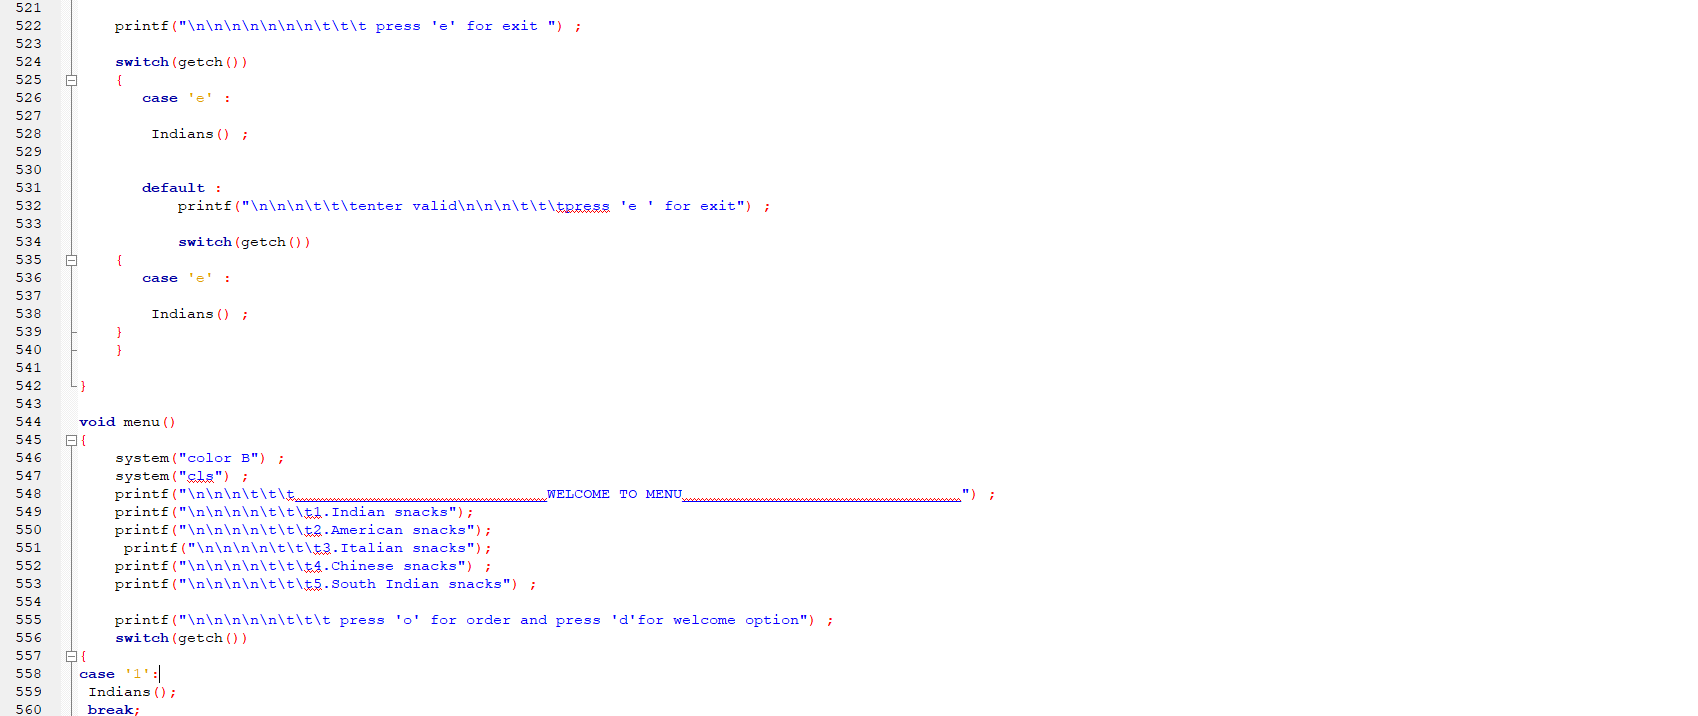 521
522 printf("\n\n\n\n\n\n\n\t\t\t press 'e' for exit ") ;
523
524 switch(getch())
525 {
526 case 'e' :
527
528 Indians() ;
529
530
531 default :
532 printf("\n\n\n\t\t\tenter valid\n\n\n\t\t\tpress 'e ' for exit") ;
533
534 switch(getch())
535 {
536 case 'e' :
537
538 Indians() ;
539 }
540 }
541
542 }
543
544 void menu()
545 {
546 system("color B") ;
547 system("cls") ;
548 printf("\n\n\n\t\t\t____________________________WELCOME TO MENU_______________________________") ;
549 printf("\n\n\n\n\t\t\t1.Indian snacks");
550 printf("\n\n\n\n\t\t\t2.American snacks");
551 printf("\n\n\n\n\t\t\t3.Italian snacks");
552 printf("\n\n\n\n\t\t\t4.Chinese snacks") ;
553 printf("\n\n\n\n\t\t\t5.South Indian snacks") ;
554
555 printf("\n\n\n\n\n\t\t\t press 'o' for order and press 'd'for welcome option") ;
556 switch(getch())
557 {
558 case '1':
559 Indians();
560 break;